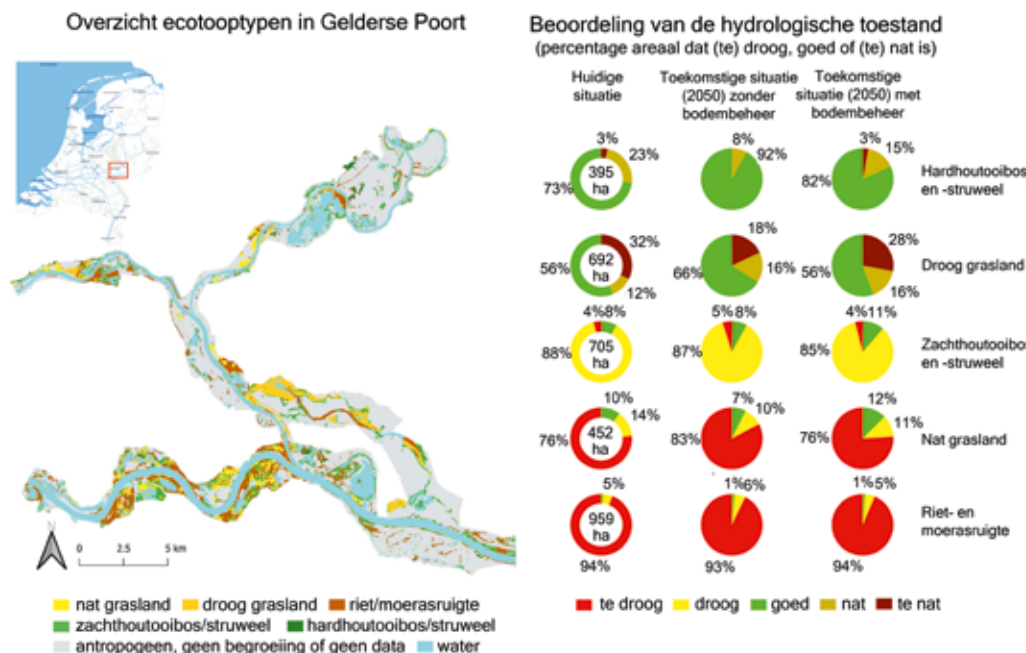 Overzicht ecotooptypen in Gelderse Poort
N
0 2.5 5 km
nat grasland droog grasland riet/moerasruigte
zachthoutooibos/struweel hardhoutooibos/struweel
antropogeen, geen begroeiing of geen data water
Beoordeling van de hydrologische toestand
(percentage areaal dat (te) droog, goed of (te) nat is)
Huidige
situatie
Toekomstige situatie
(2050) zonder
bodembeheer
Toekomstige
situatie (2050) met
bodembeheer
3% 23% 73% 395 ha
8% 92%
3% 15% 82%
Hardhoutooibos
en -struweel
32% 12% 56% 692 ha
18% 16% 66%
28% 16% 56%
Droog grasland
4% 8% 88% 705 ha
5% 8% 87%
4% 11% 85%
Zachthoutooibos
en -struweel
10% 14% 76% 452 ha
7% 10% 83%
12% 11% 76%
Nat grasland
5% 94% 959 ha
1% 6% 93%
1% 5% 94%
Riet- en
moerasruigte
te droog droog goed nat te nat